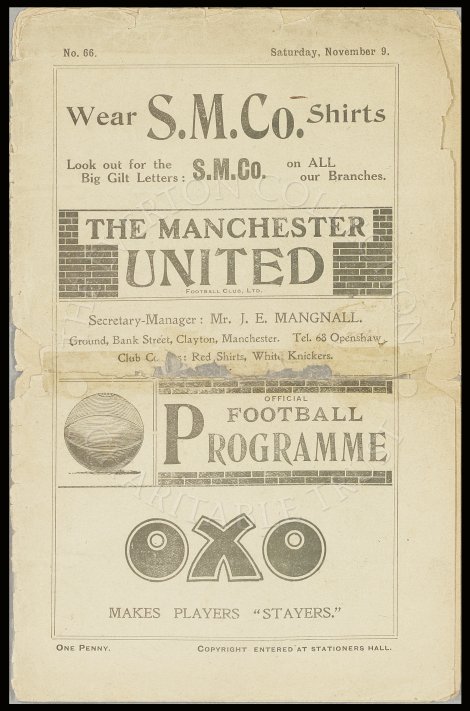 No. 66. Saturday, November 9.
Wear S.M.Co. Shirts
Look out for the Big Gilt Letters: S.M.Co. on ALL our Branches.
THE MANCHESTER
UNITED
FOOTBALL CLUB, LTD.
Secretary-Manager: Mr. J. E. MANGNALL.
Ground, Bank Street, Clayton, Manchester. Tel. 68 Openshaw
Club Red Shirts, White Knickers.
OFFICIAL
FOOTBALL
PROGRAMME
OXO
MAKES PLAYERS "STAYERS."
ONE PENNY. COPYRIGHT ENTERED AT STATIONERS HALL.